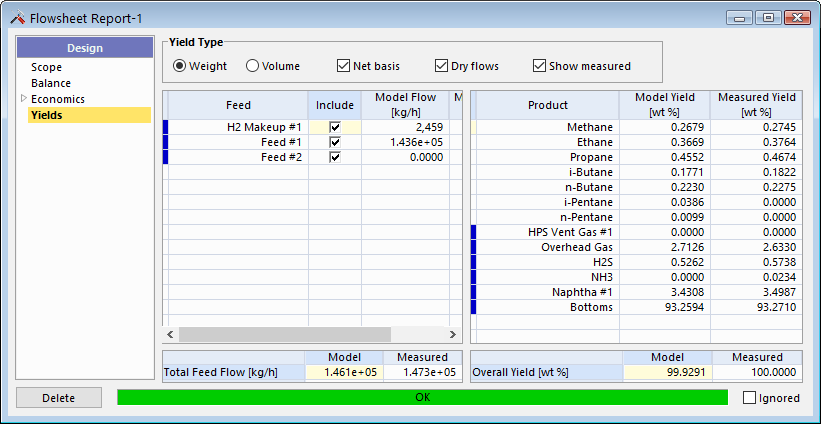 Flowsheet Report-1
Design
Scope
Balance
Economics
Yields
Yield Type
Weight Volume Net basis Dry flows Show measured
Feed Include Model Flow [kg/h] M
H2 Makeup #1 2,459
Feed #1 1.436e+05
Feed #2 0.0000
Product Model Yield [wt %] Measured Yield [wt %]
Methane 0.2679 0.2745
Ethane 0.3669 0.3764
Propane 0.4552 0.4674
i-Butane 0.1771 0.1822
n-Butane 0.2230 0.2275
i-Pentane 0.0386 0.0000
n-Pentane 0.0099 0.0000
HPS Vent Gas #1 0.0000 0.0000
Overhead Gas 2.7126 2.6330
H2S 0.5262 0.5738
NH3 0.0000 0.0234
Naphtha #1 3.4308 3.4987
Bottoms 93.2594 93.2710
Model Measured
Total Feed Flow [kg/h] 1.461e+05 1.473e+05
Model Measured
Overall Yield [wt %] 99.9291 100.0000
Delete OK Ignored